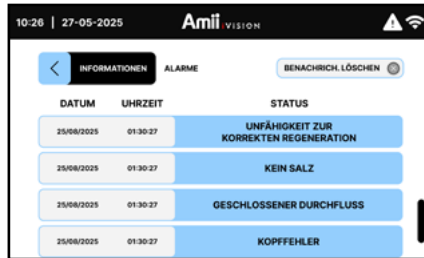 10:26 | 27-05-2025
Amii.VISION
INFORMATIONEN
ALARME
BENACHRICH. LÖSCHEN
DATUM UHRZEIT STATUS
25/08/2025 01:30:27 UNFÄHIGKEIT ZUR
KORREKTEN REGENERATION
25/08/2025 01:30:27 KEIN SALZ
25/08/2025 01:30:27 GESCHLOSSENER DURCHFLUSS
25/08/2025 01:30:27 KOPFFEHLER